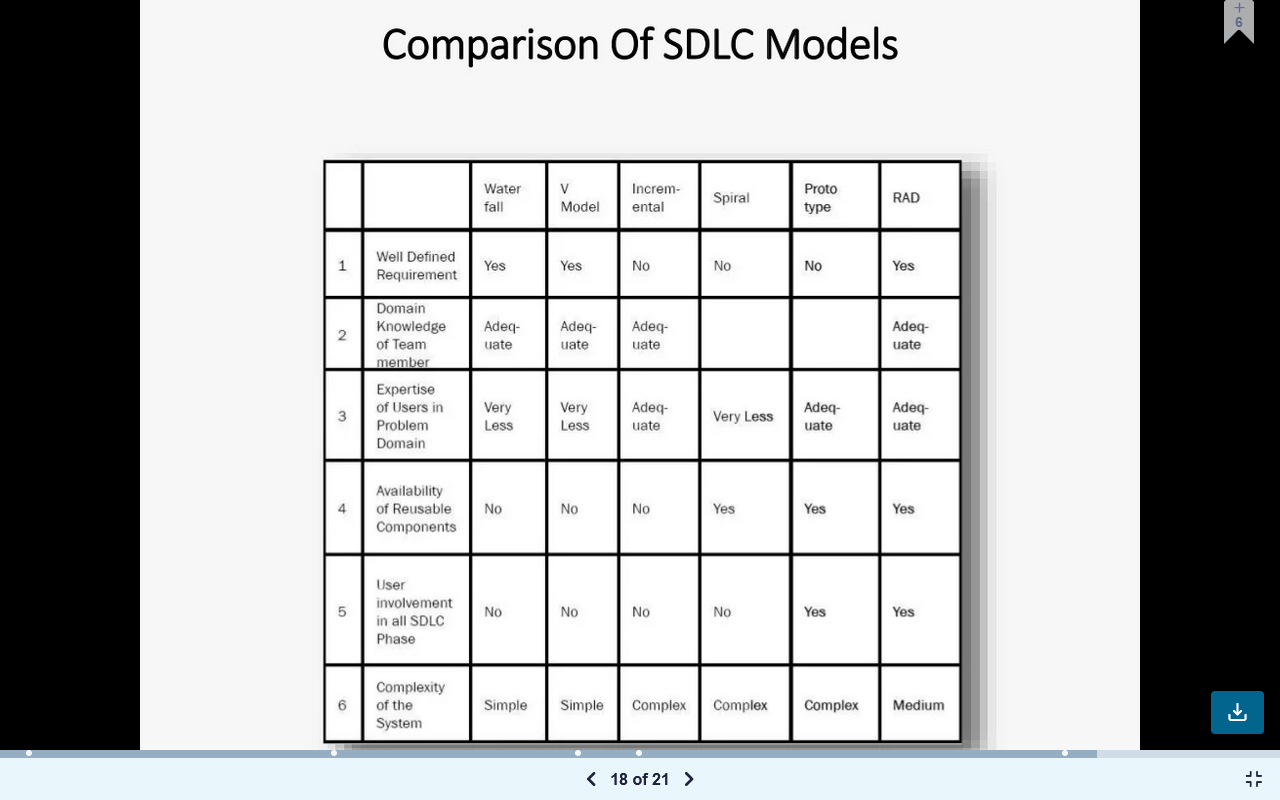 Comparison Of SDLC Models
+
6
Water
fall
V
Model
Increm-
ental
Spiral
Proto
type
RAD
1
Well Defined
Requirement
Yes
Yes
No
No
No
Yes
2
Domain
Knowledge
of Team
member
Adeq-
uate
Adeq-
uate
Adeq-
uate
Adeq-
uate
3
Expertise
of Users in
Problem
Domain
Very
Less
Very
Less
Adeq-
uate
Very Less
Adeq-
uate
Adeq-
uate
4
Availability
of Reusable
Components
No
No
No
Yes
Yes
Yes
5
User
involvement
in all SDLC
Phase
No
No
No
No
Yes
Yes
6
Complexity
of the
System
Simple
Simple
Complex
Complex
Complex
Medium
18 of 21